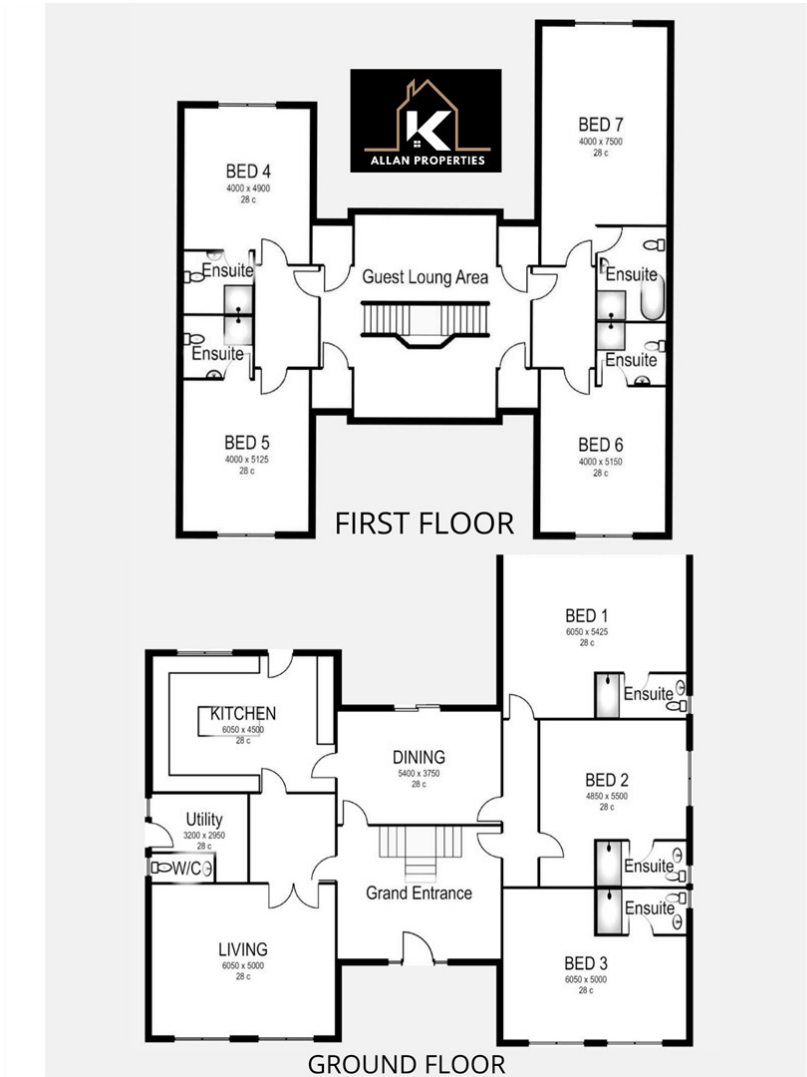 BED 7
4000 x 7500
28 c
K
ALLAN PROPERTIES
BED 4
4000 x 4900
28 c
Ensuite
Guest Loung Area
Ensuite
Ensuite
Ensuite
BED 5
4000 x 5125
28 c
BED 6
4000 x 5150
28 c
FIRST FLOOR
BED 1
6050 x 5425
28 c
Ensuite
KITCHEN
6050 x 4500
28 c
DINING
5400 x 3750
28 c
BED 2
4850 x 5500
28 c
Utility
3200 x 2950
28 c
W/C
Ensuite
Grand Entrance
Ensuite
LIVING
6050 x 5000
28 c
BED 3
6050 x 5000
28 c
GROUND FLOOR